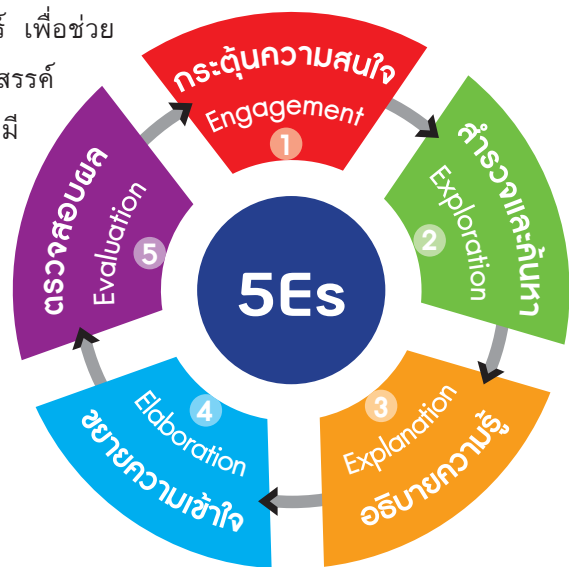 ร์ เพื่อช่วย
สรรค์
มี
กระตุ้นความสนใจ
Engagement
1
สำรวจและค้นหา
Exploration
2
อธิบายความรู้
Explanation
3
ขยายความเข้าใจ
Elaboration
4
ตรวจสอบผล
Evaluation
5
5Es